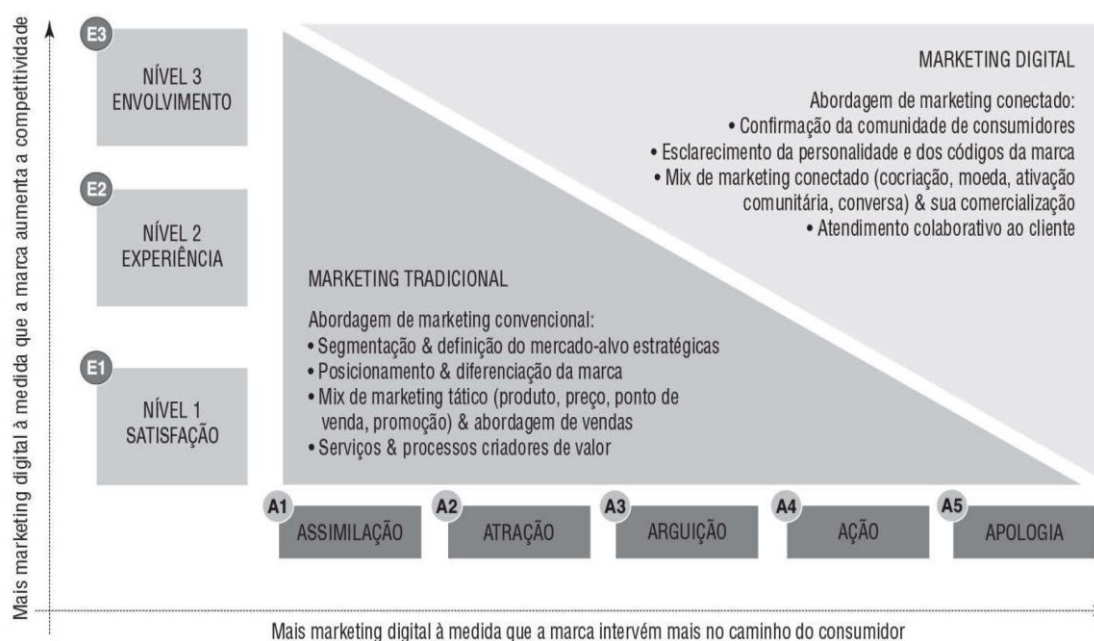 Mais marketing digital à medida que a marca aumenta a competitividade
E3
NÍVEL 3
ENVOLVIMENTO
E2
NÍVEL 2
EXPERIÊNCIA
E1
NÍVEL 1
SATISFAÇÃO
MARKETING DIGITAL
Abordagem de marketing conectado:
• Confirmação da comunidade de consumidores
• Esclarecimento da personalidade e dos códigos da marca
• Mix de marketing conectado (cocriação, moeda, ativação
comunitária, conversa) & sua comercialização
• Atendimento colaborativo ao cliente
MARKETING TRADICIONAL
Abordagem de marketing convencional:
• Segmentação & definição do mercado-alvo estratégicas
• Posicionamento & diferenciação da marca
• Mix de marketing tático (produto, preço, ponto de
venda, promoção) & abordagem de vendas
• Serviços & processos criadores de valor
A1
ASSIMILAÇÃO
A2
ATRAÇÃO
A3
ARGUIÇÃO
A4
AÇÃO
A5
APOLOGIA
Mais marketing digital à medida que a marca intervém mais no caminho do consumidor